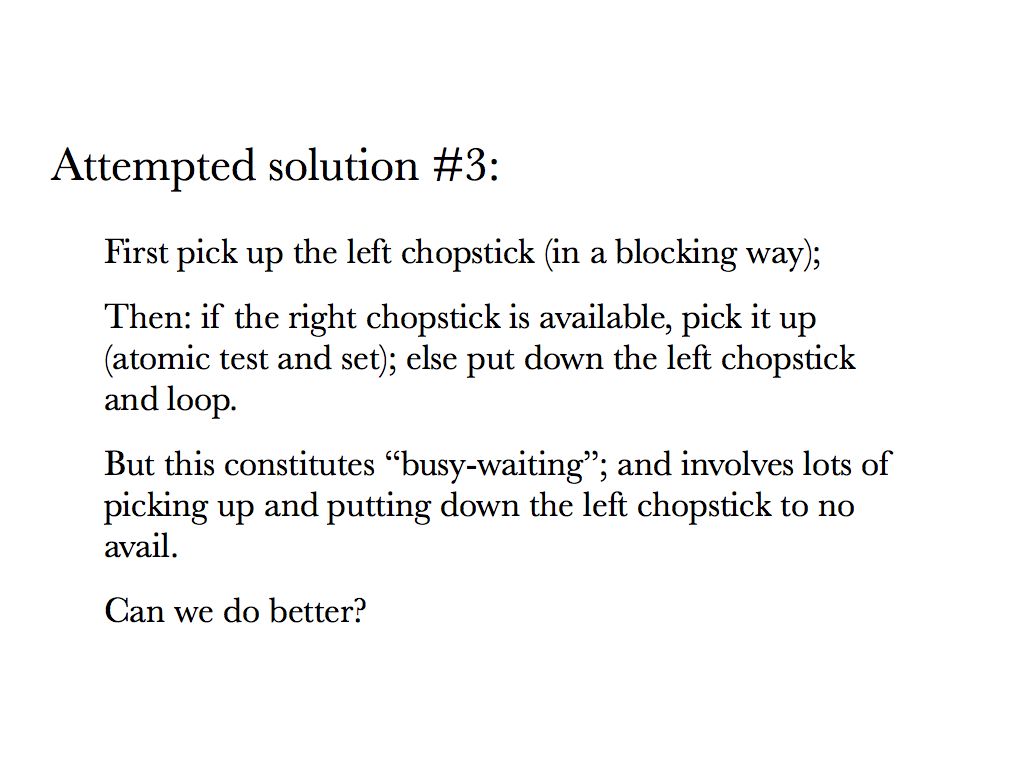 Attempted solution #3:
First pick up the left chopstick (in a blocking way);
Then: if the right chopstick is available, pick it up
(atomic test and set); else put down the left chopstick
and loop.
But this constitutes “busy-waiting”; and involves lots of
picking up and putting down the left chopstick to no
avail.
Can we do better?